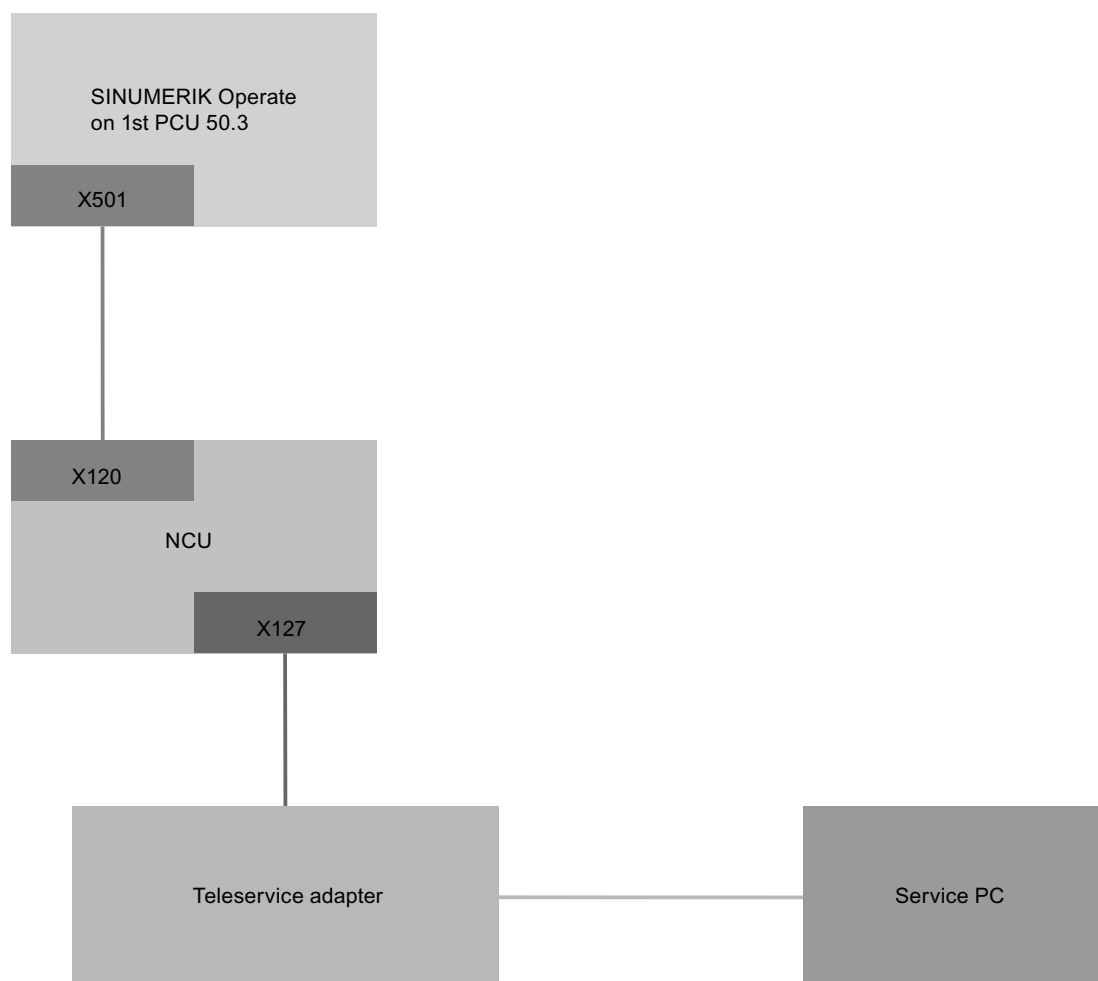 SINUMERIK Operate
on 1st PCU 50.3
X501
X120
NCU
X127
Teleservice adapter
Service PC